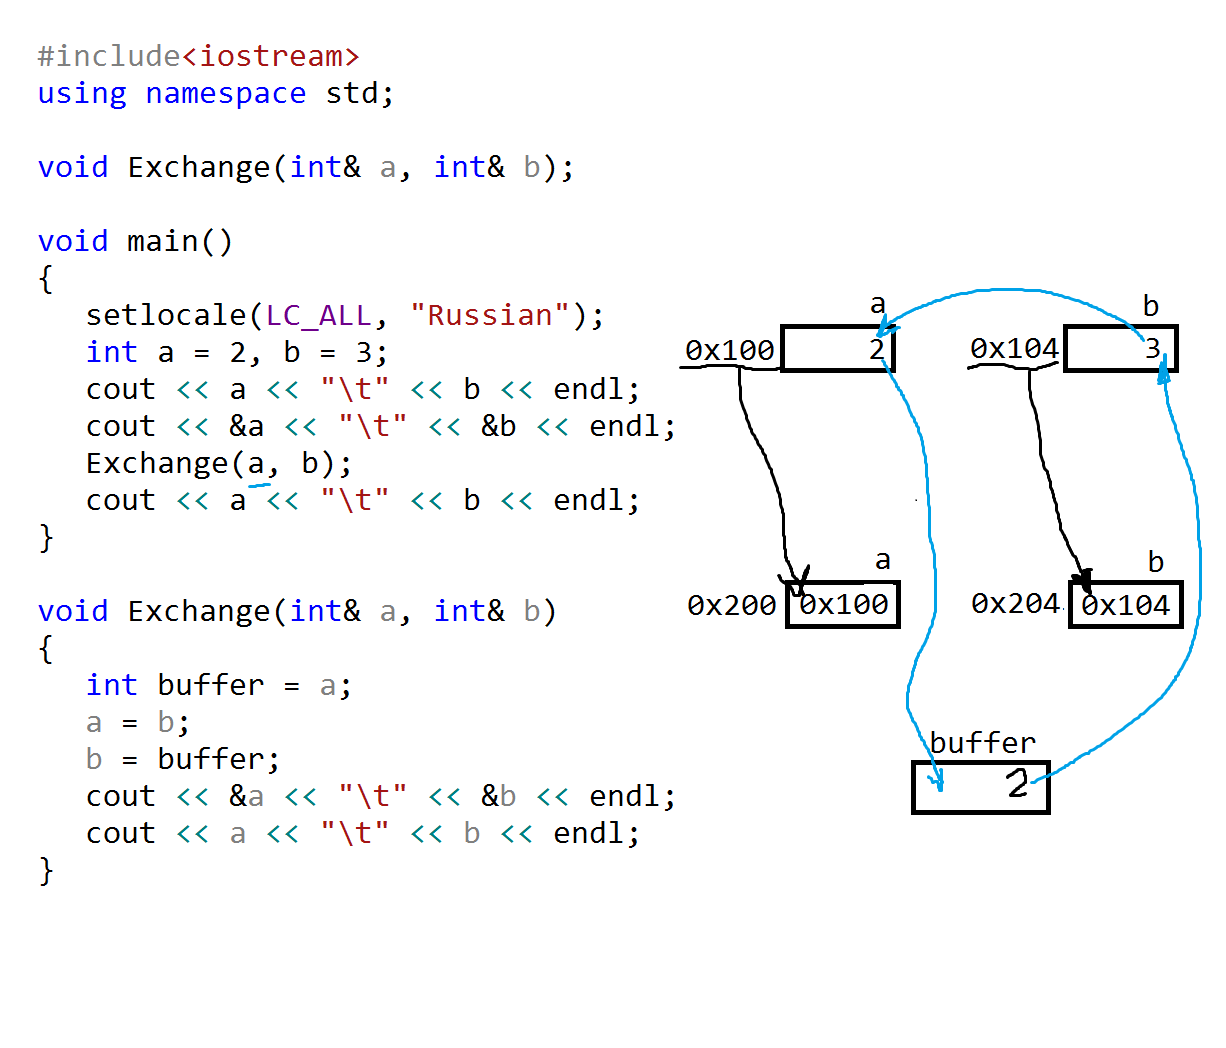 #include<iostream>
using namespace std;
void Exchange(int& a, int& b);
void main()
{
setlocale(LC_ALL, "Russian");
int a = 2, b = 3;
cout << a << "\t" << b << endl;
cout << &a << "\t" << &b << endl;
Exchange(a, b);
cout << a << "\t" << b << endl;
}
void Exchange(int& a, int& b)
{
int buffer = a;
a = b;
b = buffer;
cout << &a << "\t" << &b << endl;
cout << a << "\t" << b << endl;
}
a b
0x100 2 0x104 3
a b
0x200 0x100 0x204 0x104
buffer
2